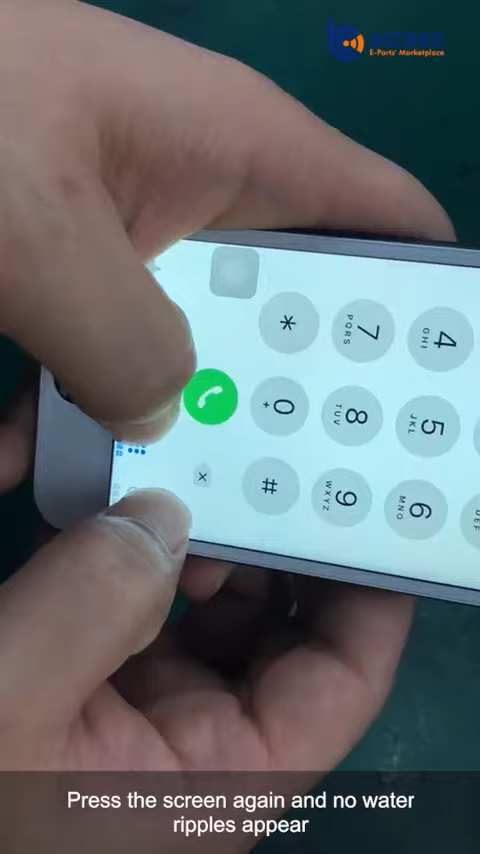 E-Parts' Marketplace
4
GHI
7
PQRS
*
5
JKL
8
TUV
0
+
6
MNO
9
WXYZ
#
DEF
Press the screen again and no water
ripples appear